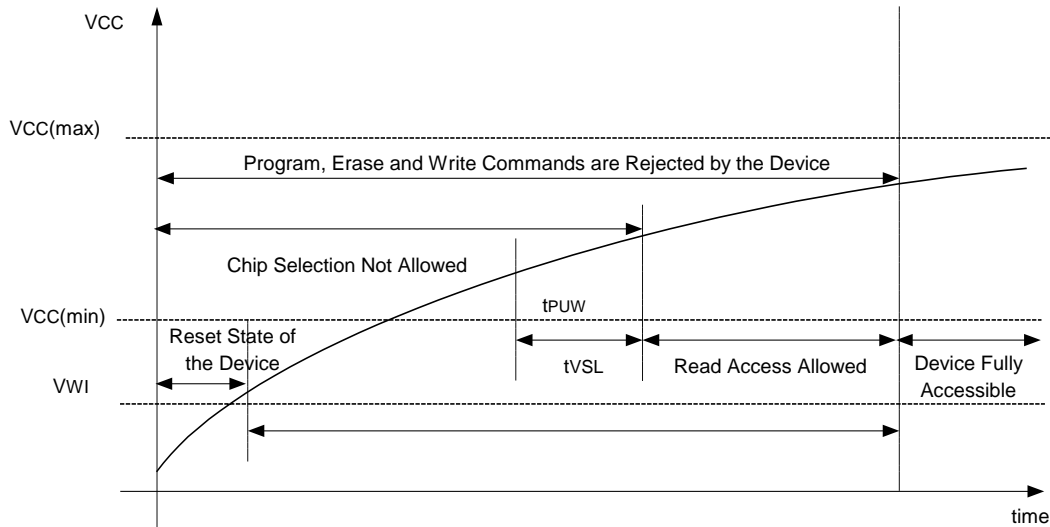 VCC
VCC(max)
Program, Erase and Write Commands are Rejected by the Device
Chip Selection Not Allowed
VCC(min)
tPUW
Reset State of
the Device
tVSL
Read Access Allowed
Device Fully
Accessible
VWI
time